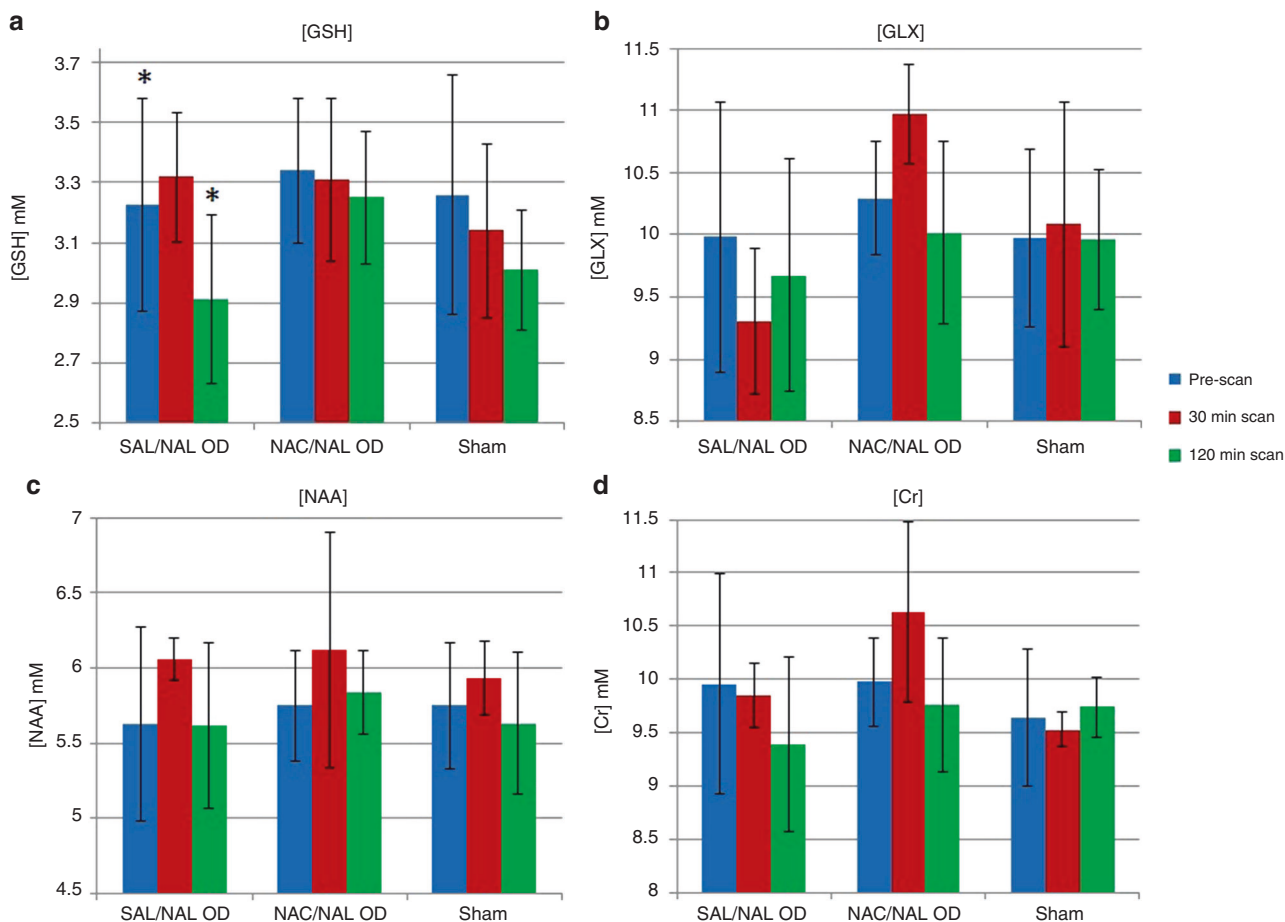 a
[GSH]
3.7
3.5
3.3
3.1
2.9
2.7
2.5
[GSH] mM
*
*
SAL/NAL OD
NAC/NAL OD
Sham
b
[GLX]
11.5
11
10.5
10
9.5
9
8.5
[GLX] mM
SAL/NAL OD
NAC/NAL OD
Sham
Pre-scan
30 min scan
120 min scan
c
[NAA]
7
6.5
6
5.5
5
4.5
[NAA] mM
SAL/NAL OD
NAC/NAL OD
Sham
d
[Cr]
11.5
11
10.5
10
9.5
9
8.5
8
[Cr] mM
SAL/NAL OD
NAC/NAL OD
Sham